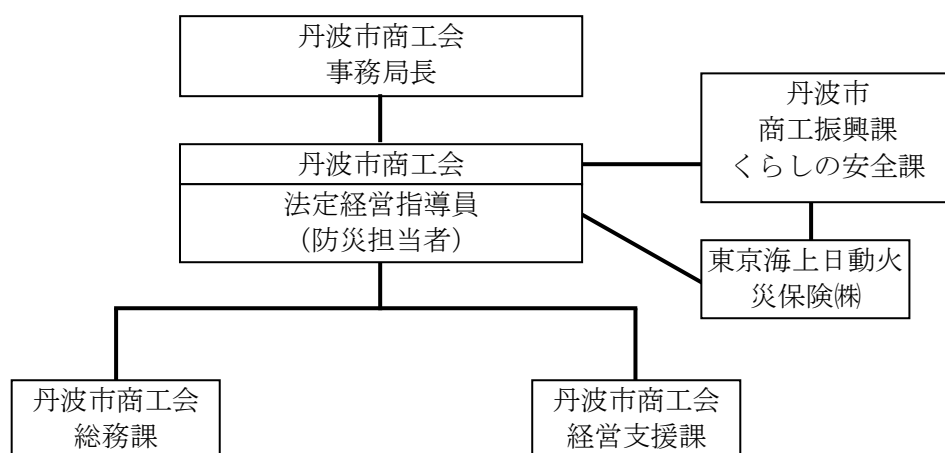 丹波市商工会
事務局長
丹波市
商工振興課
くらしの安全課
丹波市商工会
法定経営指導員
（防災担当者）
東京海上日動火
災保険㈱
丹波市商工会
総務課
丹波市商工会
経営支援課